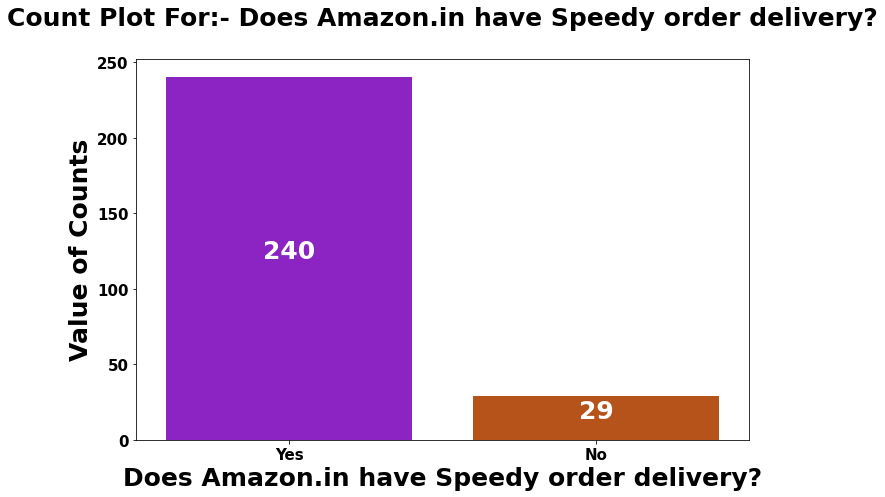 Count Plot For:- Does Amazon.in have Speedy order delivery?
250
200
150
100
50
0
Value of Counts
240
29
Yes No
Does Amazon.in have Speedy order delivery?